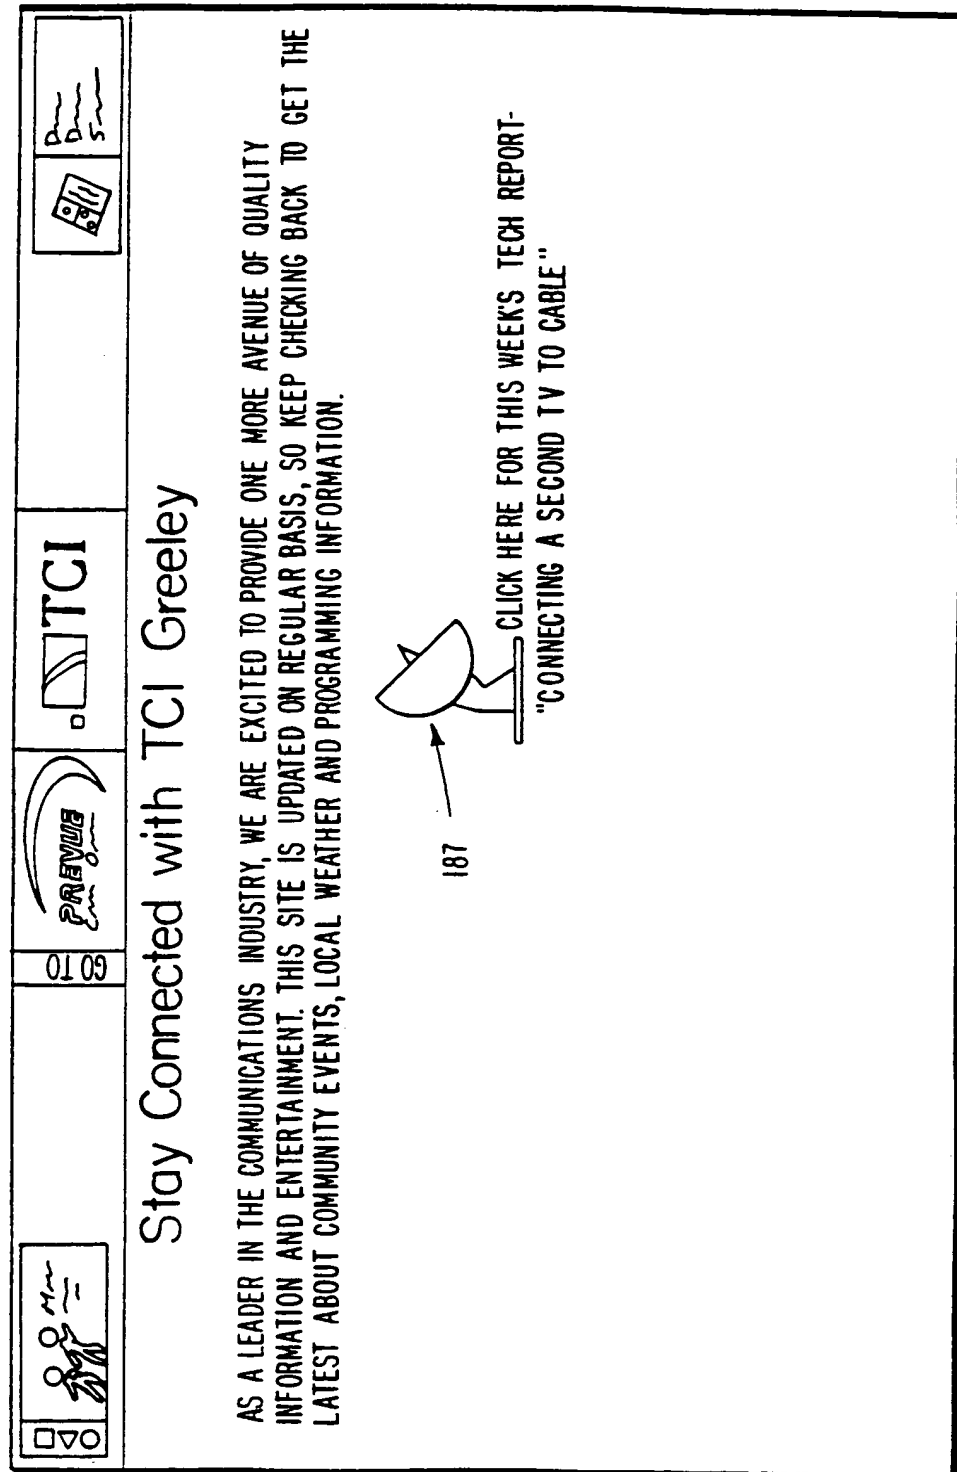 GO TO
PREVUE
TCI
Stay Connected with TCI Greeley
AS A LEADER IN THE COMMUNICATIONS INDUSTRY, WE ARE EXCITED TO PROVIDE ONE MORE AVENUE OF QUALITY
INFORMATION AND ENTERTAINMENT. THIS SITE IS UPDATED ON REGULAR BASIS, SO KEEP CHECKING BACK TO GET THE
LATEST ABOUT COMMUNITY EVENTS, LOCAL WEATHER AND PROGRAMMING INFORMATION.
187
CLICK HERE FOR THIS WEEK'S TECH REPORT-
"CONNECTING A SECOND TV TO CABLE"